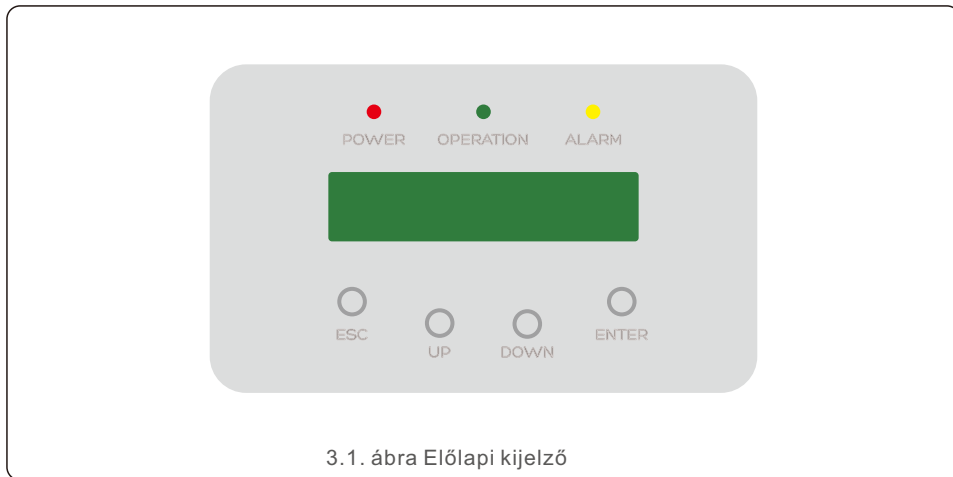 POWER OPERATION ALARM
ESC UP DOWN ENTER
3.1. ábra Előlapi kijelző